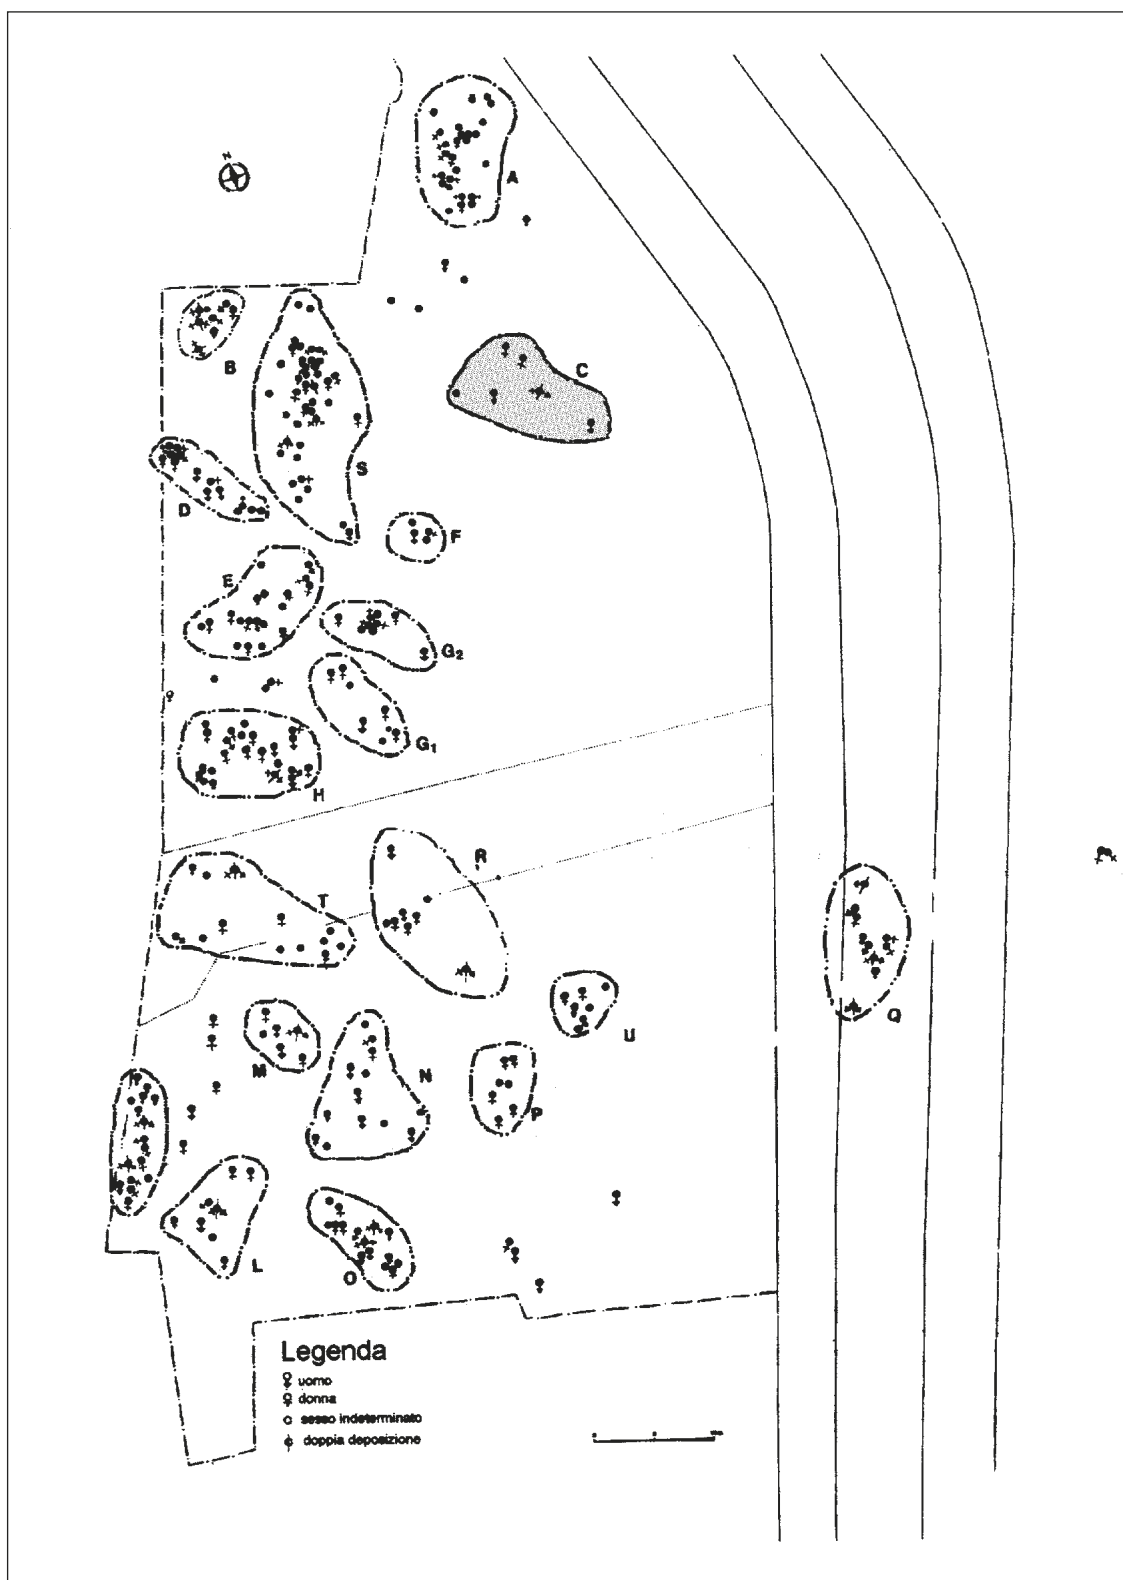 N
A
B
C
S
D
F
E
G2
G1
H
R
T
U
Q
M
N
P
L
O
Legenda
uomo
donna
sesso indeterminato
doppia deposizione